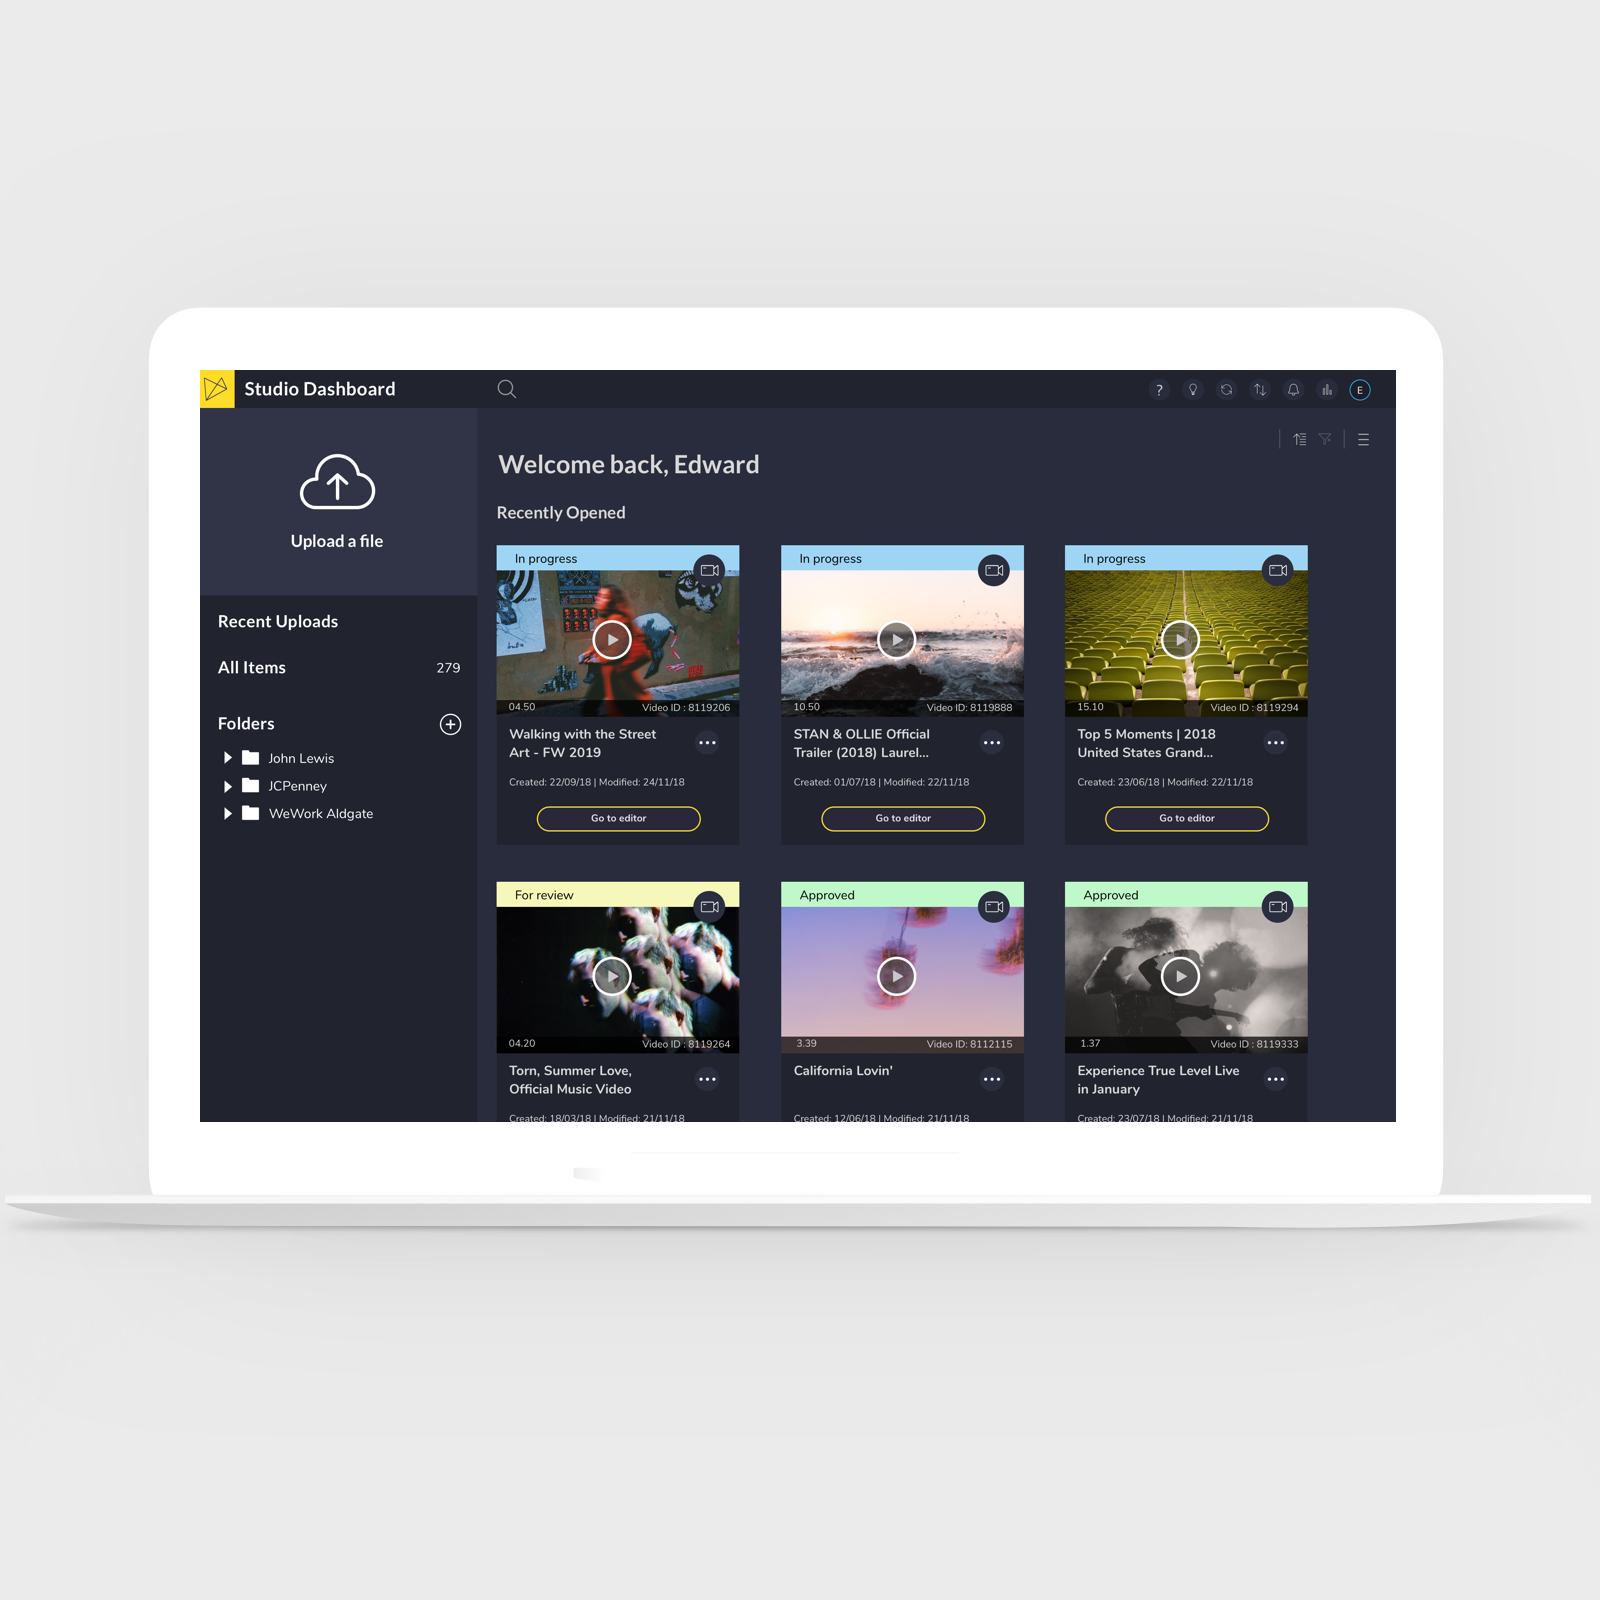 Studio Dashboard
?
E
Upload a file
Welcome back, Edward
Recently Opened
Recent Uploads
All Items 279
Folders
John Lewis
JCPenney
WeWork Aldgate
In progress
04.50 Video ID : 8119206
Walking with the Street
Art - FW 2019
Created: 22/09/18 | Modified: 24/11/18
Go to editor
In progress
10.50 Video ID: 8119888
STAN & OLLIE Official
Trailer (2018) Laurel...
Created: 01/07/18 | Modified: 22/11/18
Go to editor
In progress
15.10 Video ID : 8119294
Top 5 Moments | 2018
United States Grand...
Created: 23/06/18 | Modified: 22/11/18
Go to editor
For review
04.20 Video ID : 8119264
Torn, Summer Love,
Official Music Video
Created: 18/03/18 | Modified: 21/11/18
Approved
3.39 Video ID: 8112115
California Lovin'
Created: 12/06/18 | Modified: 21/11/18
Approved
1.37 Video ID : 8119333
Experience True Level Live
in January
Created: 23/07/18 | Modified: 21/11/18